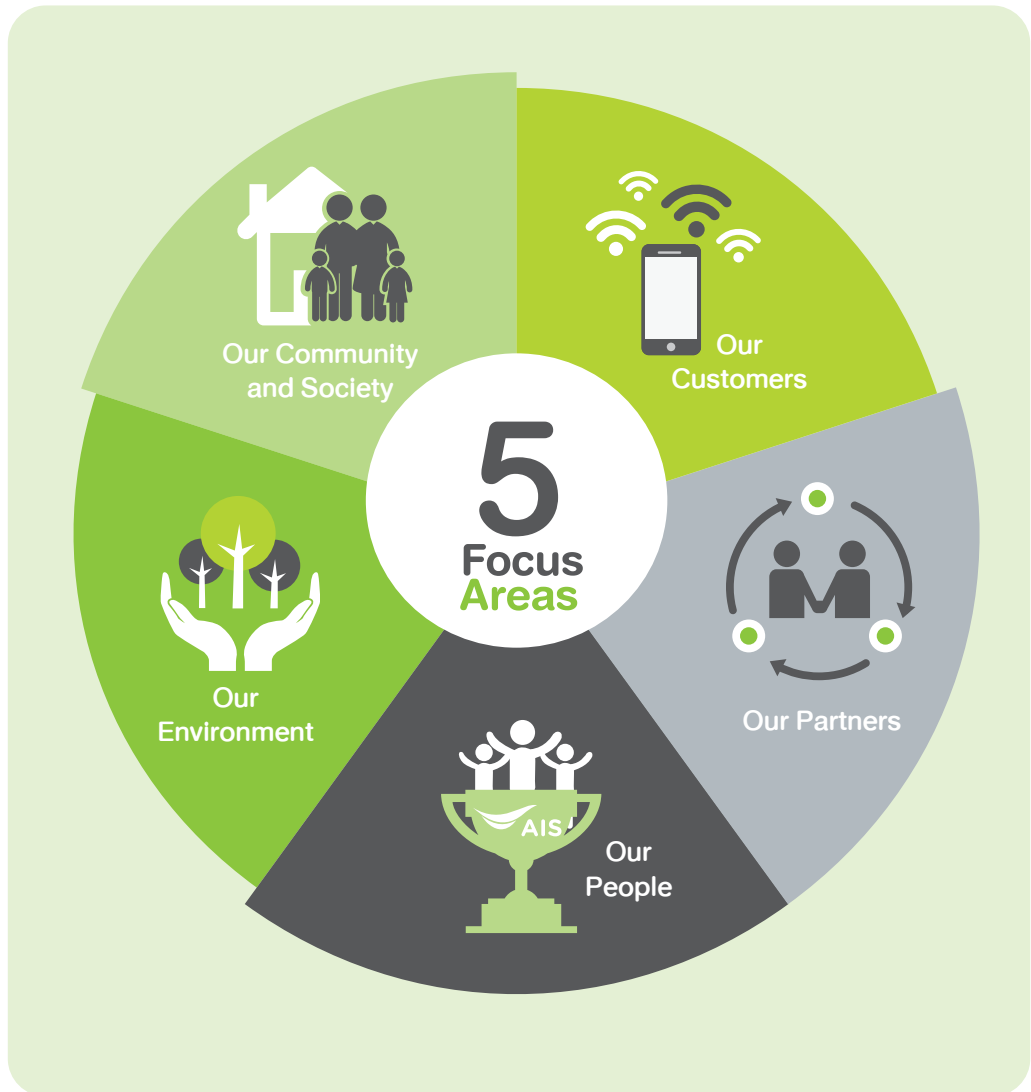 Our Community
and Society
Our
Customers
5
Focus
Areas
Our
Environment
Our Partners
AIS
Our
People